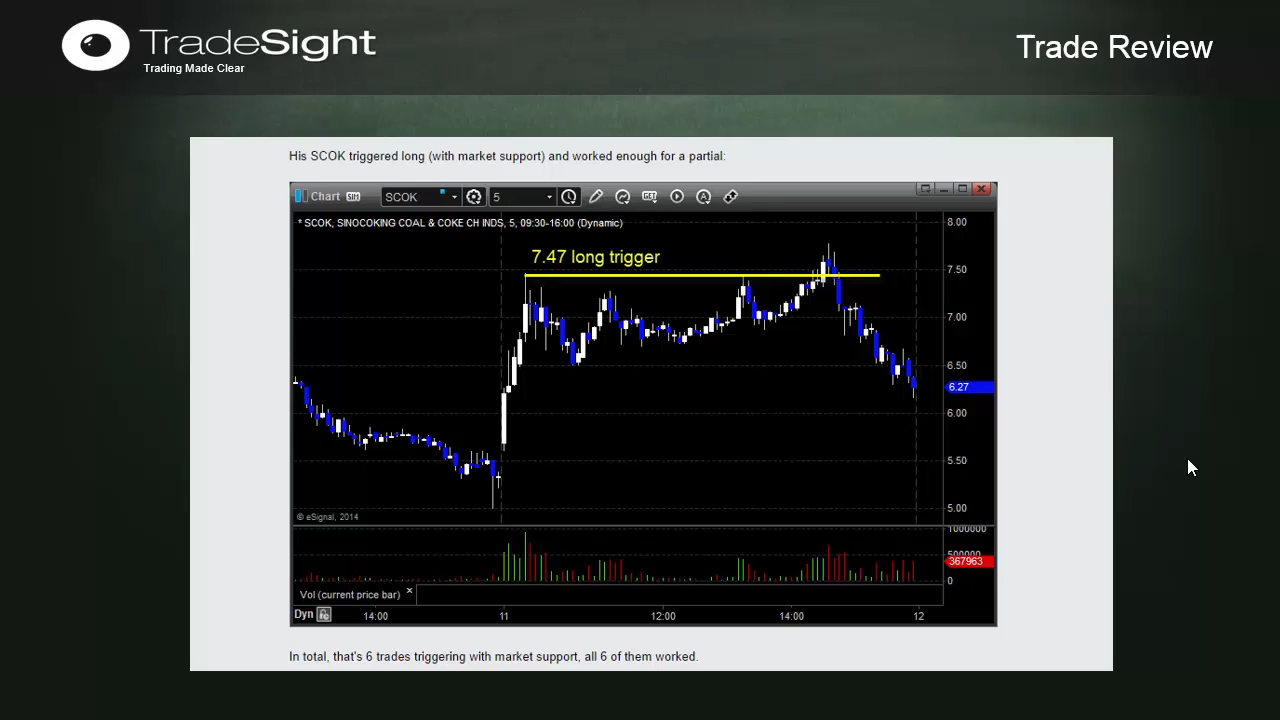 TradeSight
Trading Made Clear
Trade Review
His SCOK triggered long (with market support) and worked enough for a partial:
Chart SIM SCOK 5 GET A
* SCOK, SINOCOKING COAL & COKE CH INDS, 5, 09:30-16:00 (Dynamic)
7.47 long trigger
8.00
7.50
7.00
6.50
6.27
6.00
5.50
5.00
© eSignal, 2014
1000000
500000
367963
0
Vol (current price bar) ×
Dyn 14:00 11 12:00 14:00 12
In total, that's 6 trades triggering with market support, all 6 of them worked.